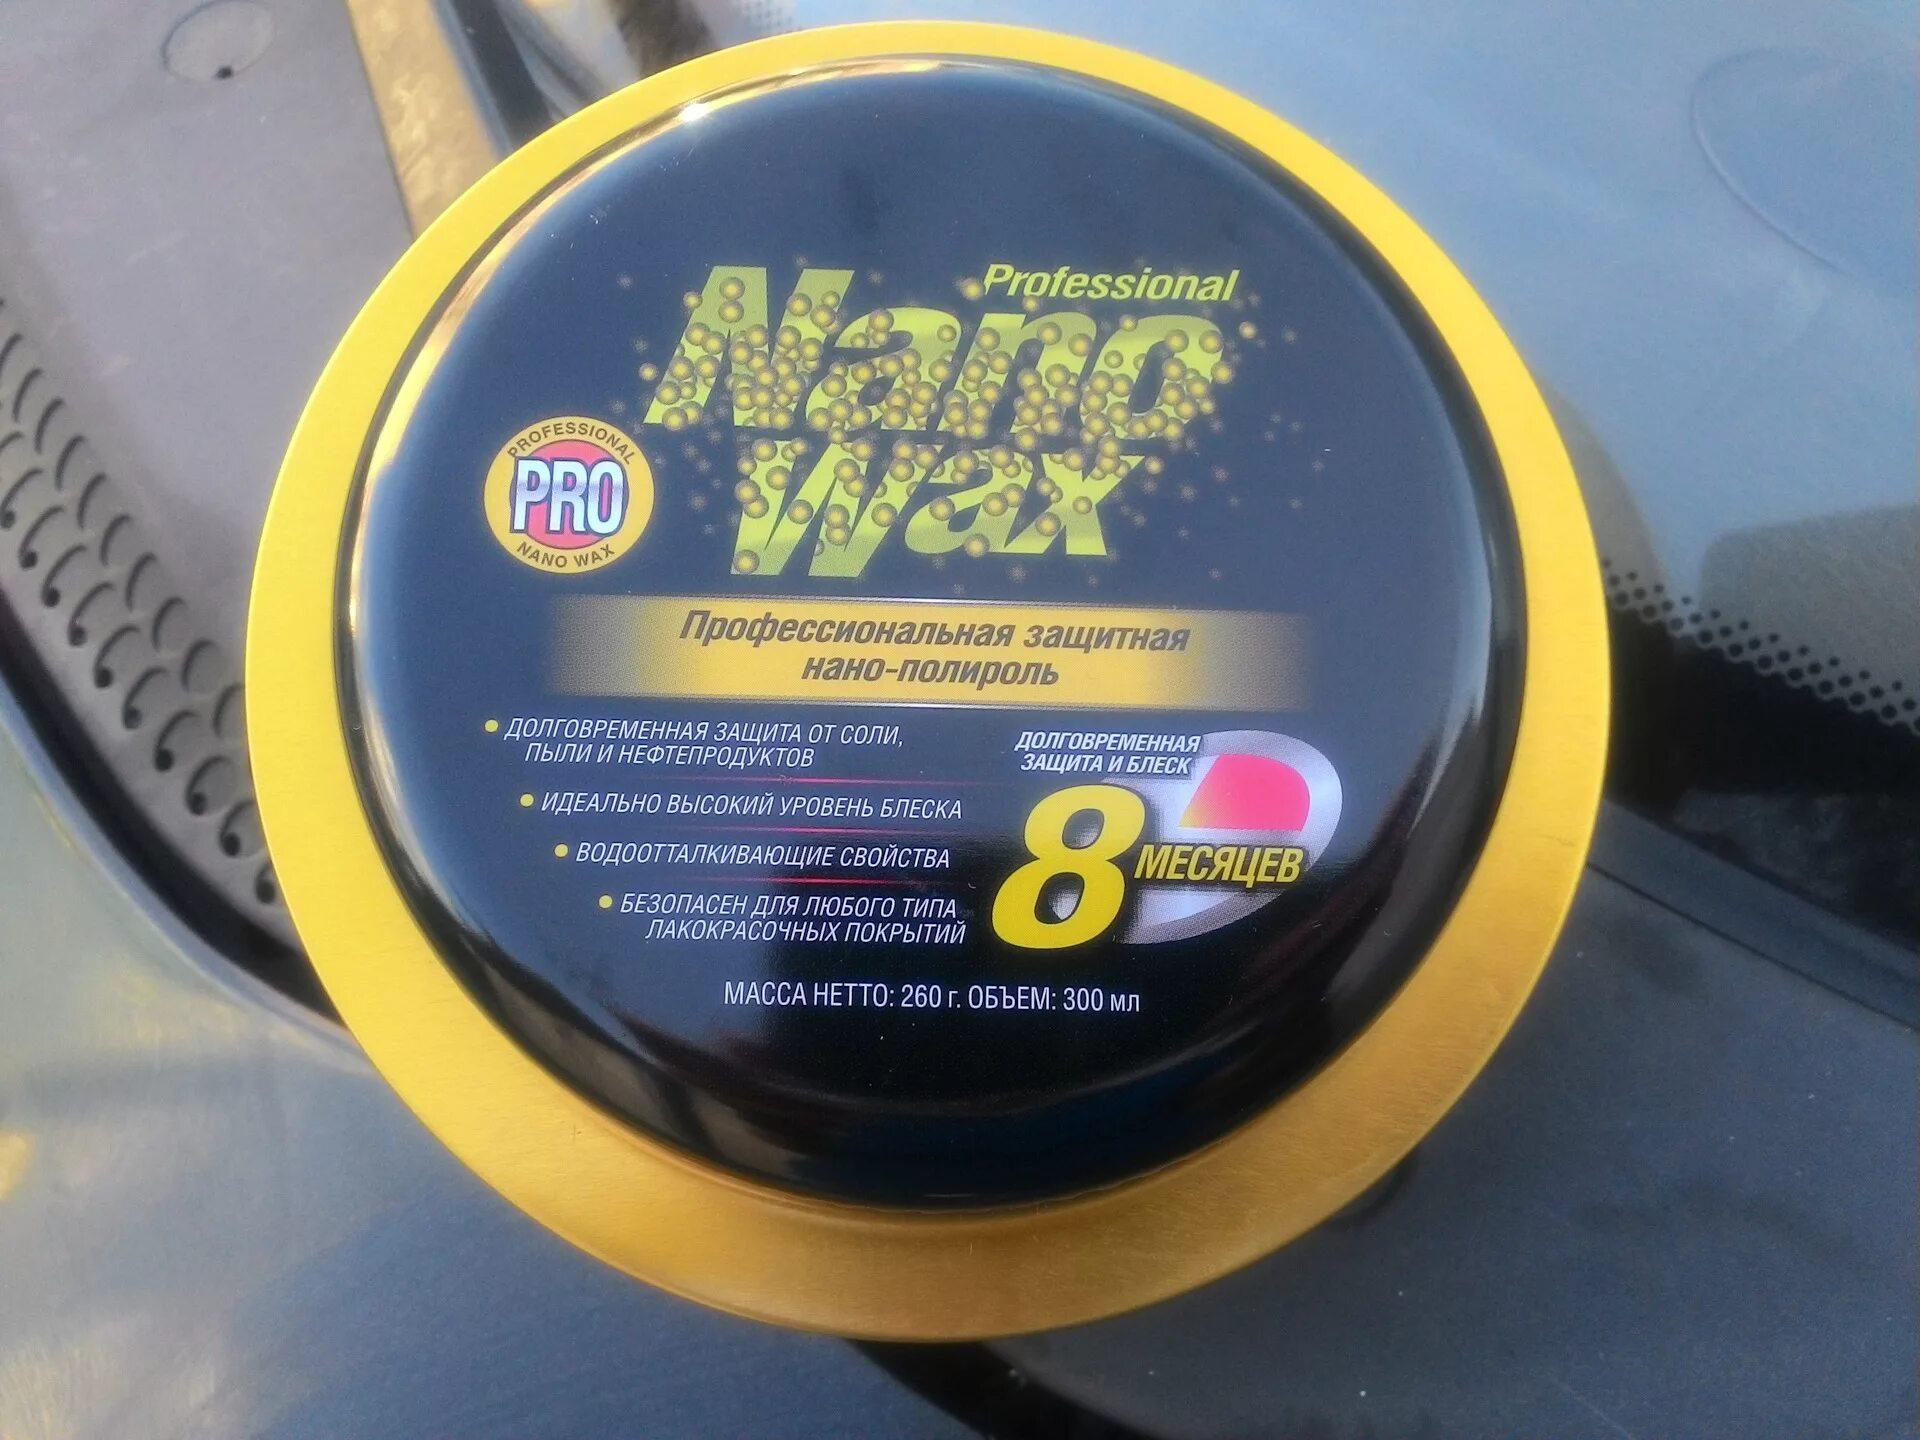 Professional
Nano
Wax
PROFESSIONAL
PRO
NANO WAX
Профессиональная защитная
нано-полироль
• ДОЛГОВРЕМЕННАЯ ЗАЩИТА ОТ СОЛИ,
ПЫЛИ И НЕФТЕПРОДУКТОВ
• ИДЕАЛЬНО ВЫСОКИЙ УРОВЕНЬ БЛЕСКА
• ВОДООТТАЛКИВАЮЩИЕ СВОЙСТВА
• БЕЗОПАСЕН ДЛЯ ЛЮБОГО ТИПА
ЛАКОКРАСОЧНЫХ ПОКРЫТИЙ
ДОЛГОВРЕМЕННАЯ
ЗАЩИТА И БЛЕСК
8 МЕСЯЦЕВ
МАССА НЕТТО: 260 г. ОБЪЕМ: 300 мл